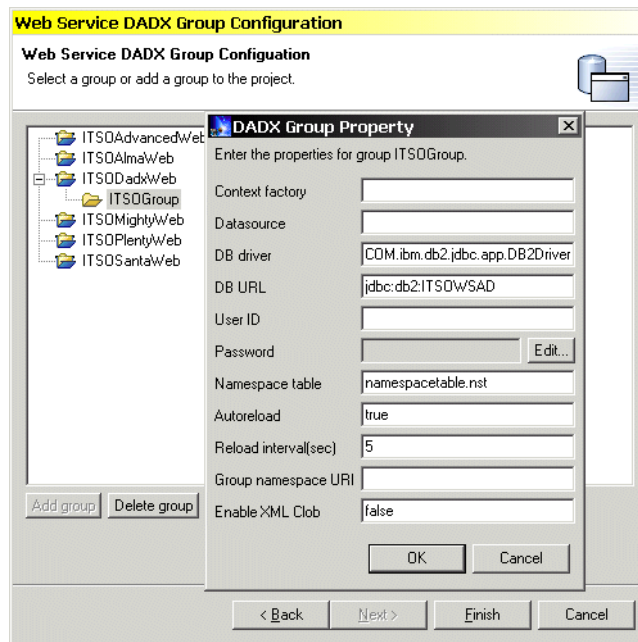 Web Service DADX Group Configuration
Web Service DADX Group Configuation
Select a group or add a group to the project.
ITSOAdvancedWeb
ITSOAlmaWeb
ITSODadxWeb
ITSOGroup
ITSOMightyWeb
ITSOPlentyWeb
ITSOSantaWeb
Add group
Delete group
DADX Group Property
Enter the properties for group ITSOGroup.
Context factory
Datasource
DB driver COM.ibm.db2.jdbc.app.DB2Driver
DB URL jdbc:db2:ITSOWSAD
User ID
Password Edit...
Namespace table namespacetable.nst
Autoreload true
Reload interval(sec) 5
Group namespace URI
Enable XML Clob false
OK Cancel
< Back Next > Finish Cancel